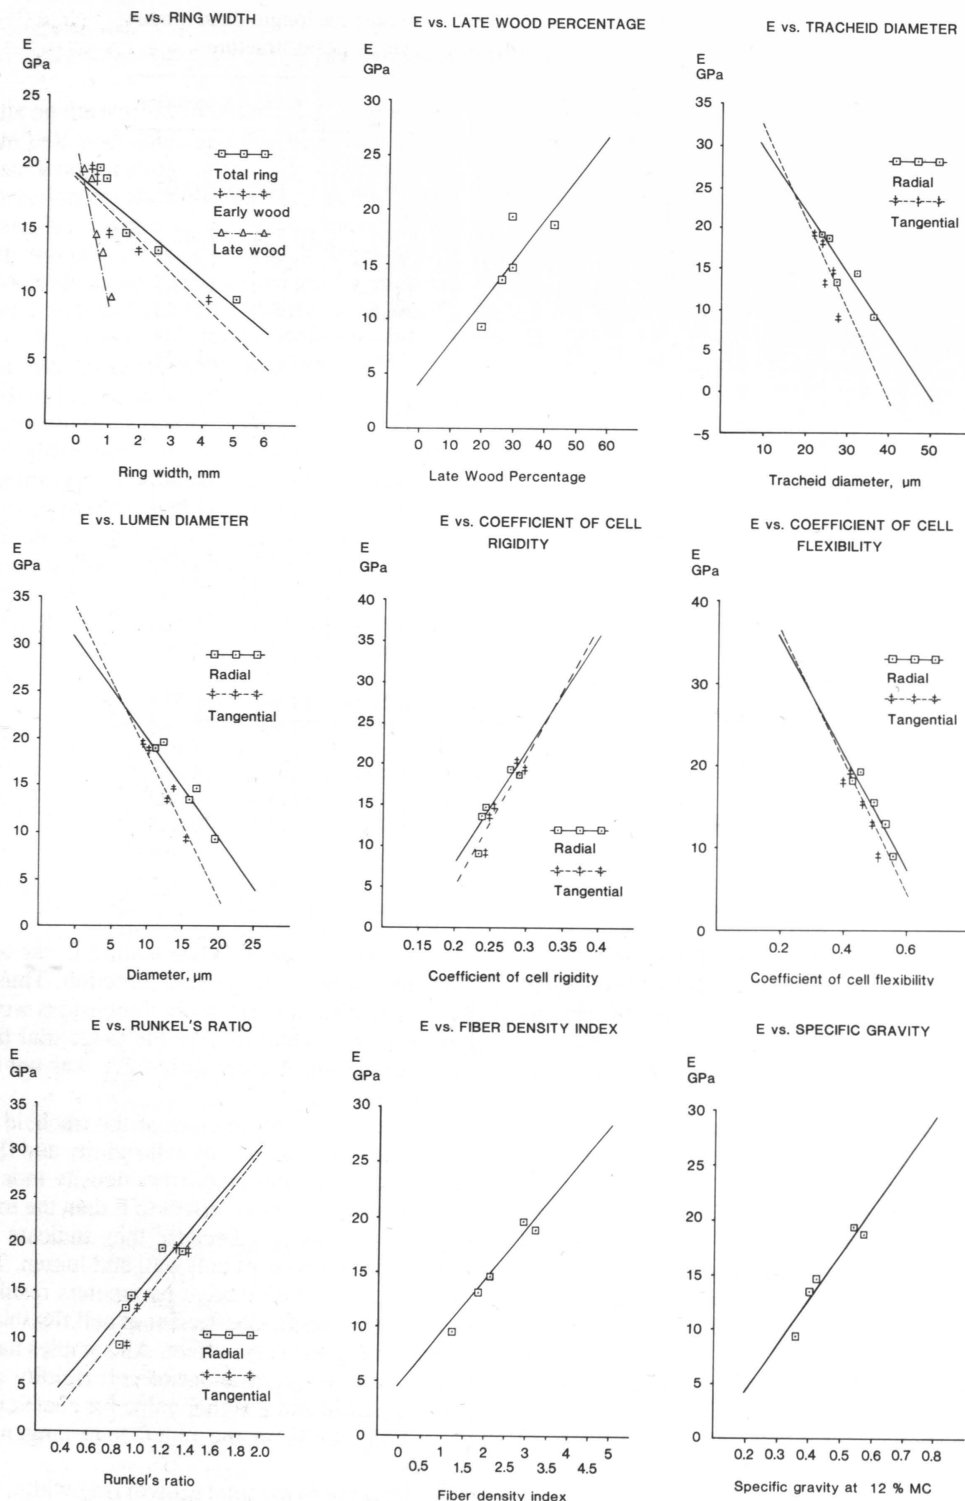 E vs. RING WIDTH
E
GPa
25
20
15
10
5
0
0 1 2 3 4 5 6
Ring width, mm
Total ring
Early wood
Late wood
E vs. LATE WOOD PERCENTAGE
E
GPa
30
25
20
15
10
5
0
0 10 20 30 40 50 60
Late Wood Percentage
E vs. TRACHEID DIAMETER
E
GPa
35
30
25
20
15
10
5
0
-5
10 20 30 40 50
Tracheid diameter, µm
Radial
Tangential
E vs. LUMEN DIAMETER
E
GPa
35
30
25
20
15
10
5
0
0 5 10 15 20 25
Diameter, µm
Radial
Tangential
E vs. COEFFICIENT OF CELL
RIGIDITY
E
GPa
40
35
30
25
20
15
10
5
0
0.15 0.2 0.25 0.3 0.35 0.4
Coefficient of cell rigidity
Radial
Tangential
E vs. COEFFICIENT OF CELL
FLEXIBILITY
E
GPa
40
30
20
10
0
0.2 0.4 0.6
Coefficient of cell flexibility
Radial
Tangential
E vs. RUNKEL'S RATIO
E
GPa
35
30
25
20
15
10
5
0
0.4 0.6 0.8 1.0 1.2 1.4 1.6 1.8 2.0
Runkel's ratio
Radial
Tangential
E vs. FIBER DENSITY INDEX
E
GPa
30
25
20
15
10
5
0
0 1 2 3 4 5
0.5 1.5 2.5 3.5 4.5
Fiber density index
E vs. SPECIFIC GRAVITY
E
GPa
30
25
20
15
10
5
0
0.2 0.3 0.4 0.5 0.6 0.7 0.8
Specific gravity at 12 % MC